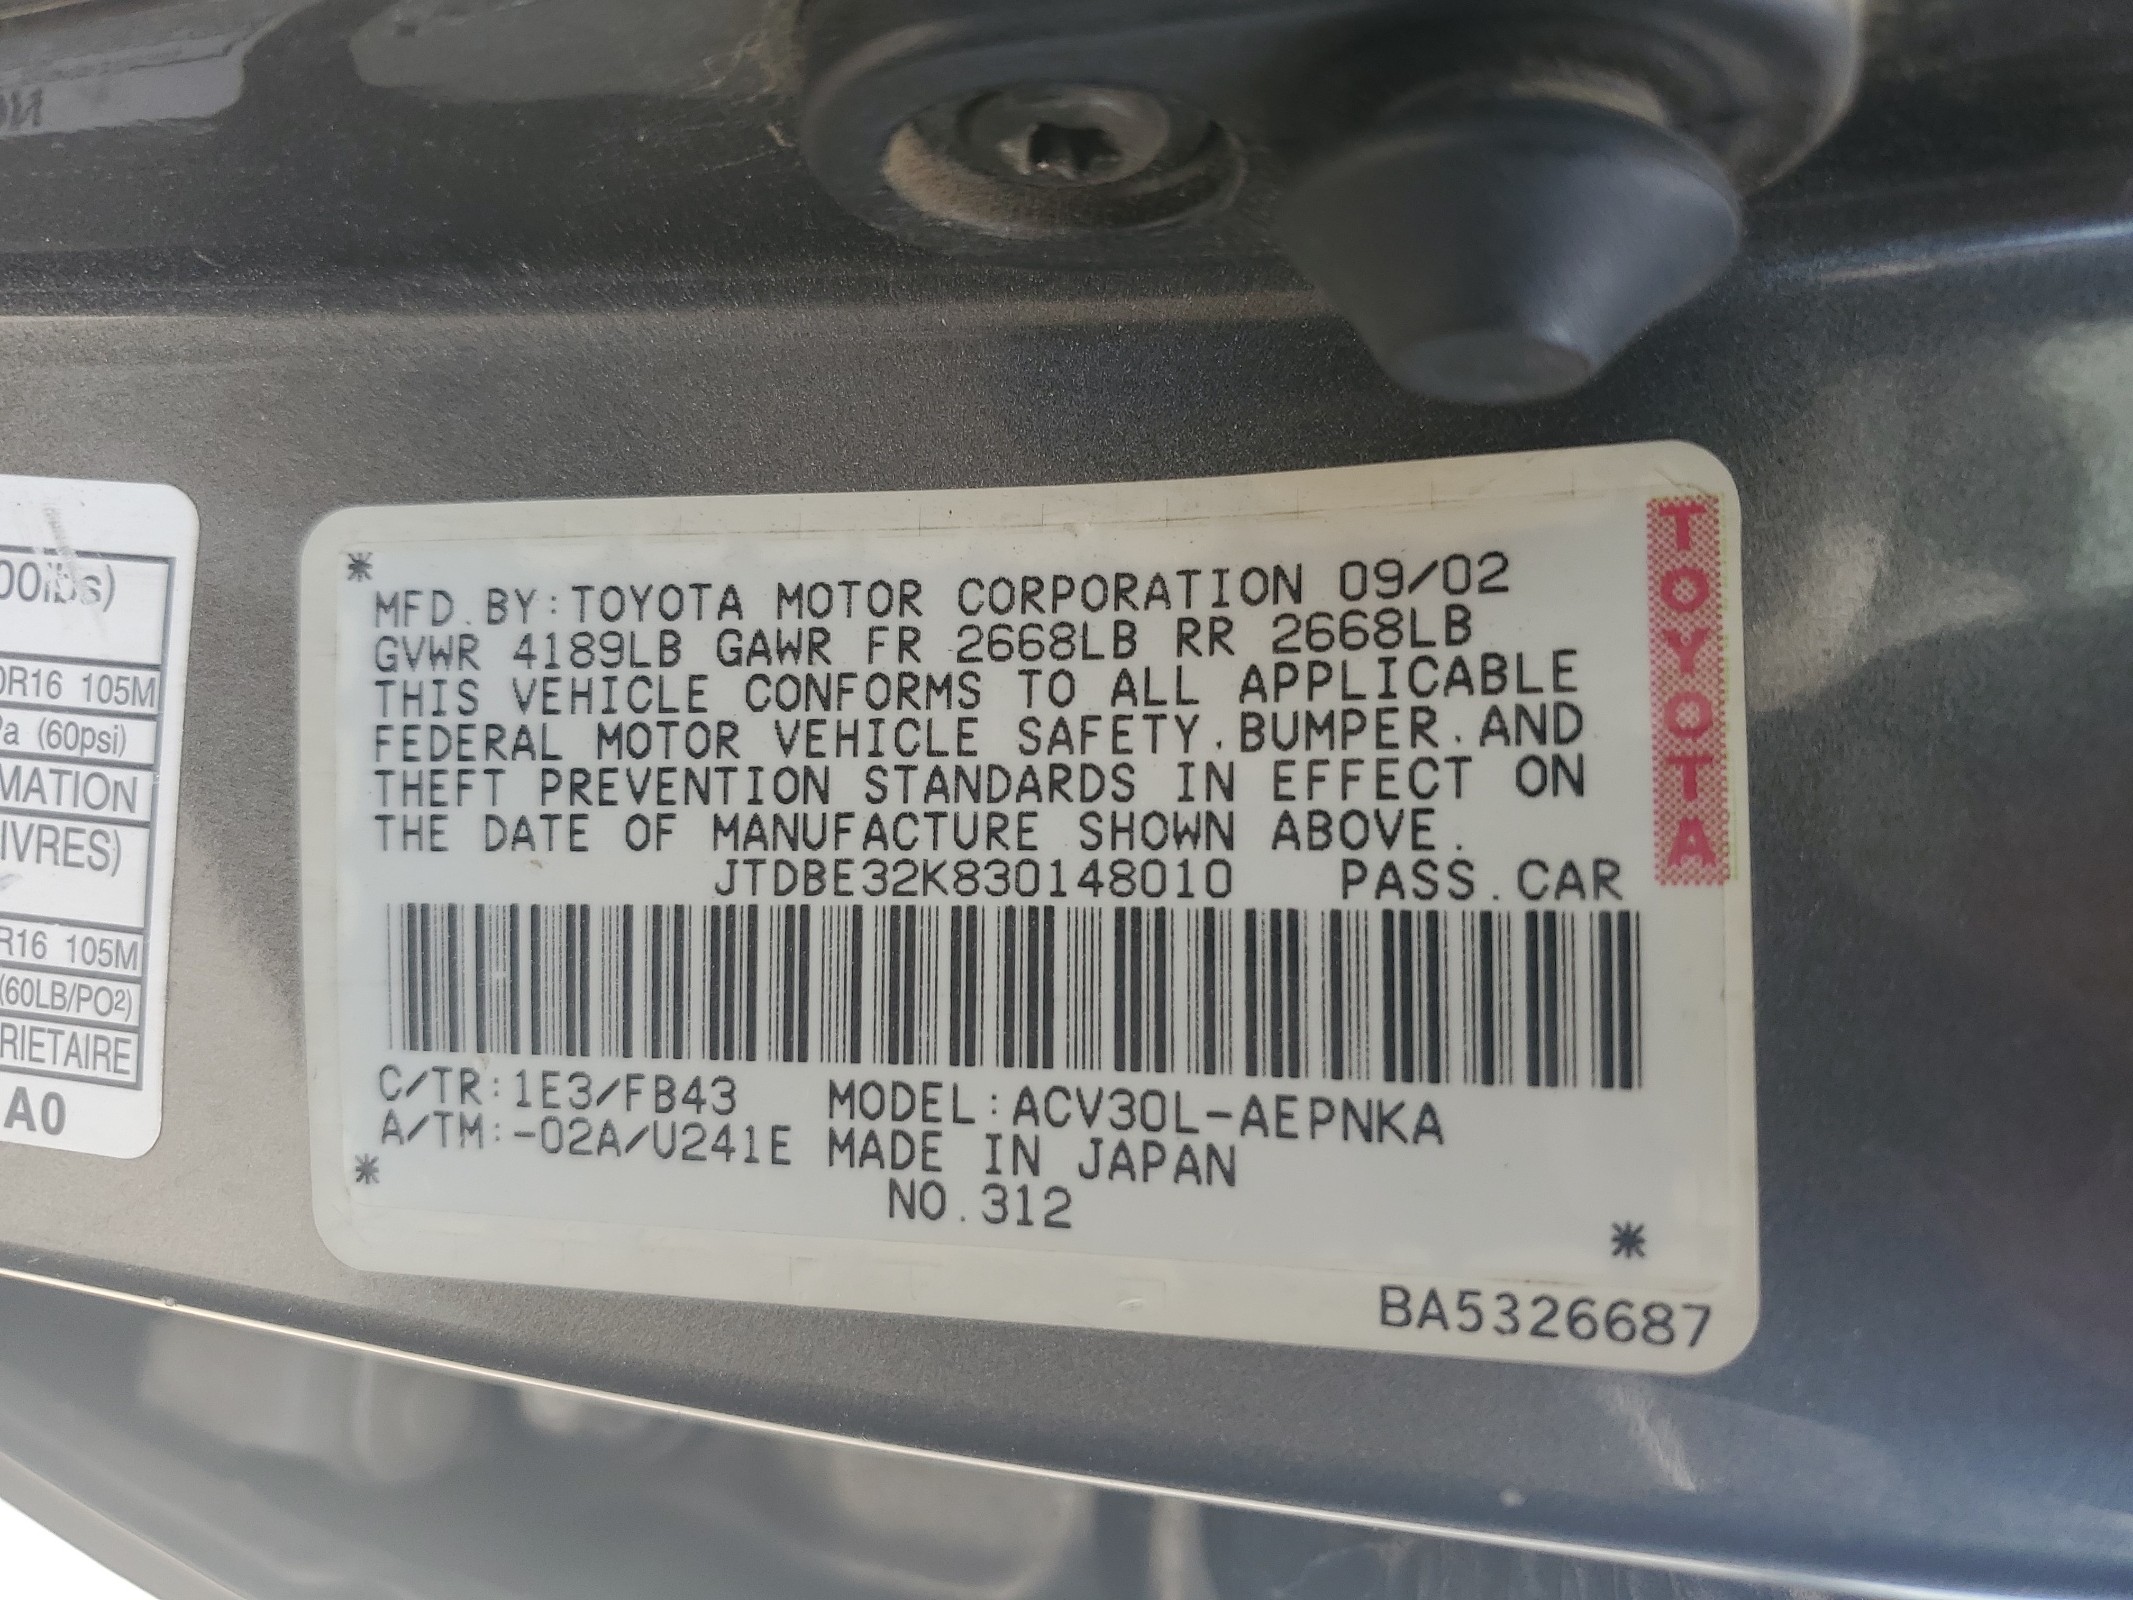 00lbs)
0R16 105M
Pa (60psi)
MATION
IVRES)
R16 105M
(60LB/PO²)
RIETAIRE
A0
*
MFD. BY: TOYOTA MOTOR CORPORATION 09/02
GVWR 4189LB GAWR FR 2668LB RR 2668LB
THIS VEHICLE CONFORMS TO ALL APPLICABLE
FEDERAL MOTOR VEHICLE SAFETY. BUMPER. AND
THEFT PREVENTION STANDARDS IN EFFECT ON
THE DATE OF MANUFACTURE SHOWN ABOVE.
JTDBE32K830148010 PASS. CAR
C/TR: 1E3/FB43 MODEL: ACV30L-AEPNKA
A/TM: -02A/U241E MADE IN JAPAN
* NO. 312
*
BA5326687
TOYOTA